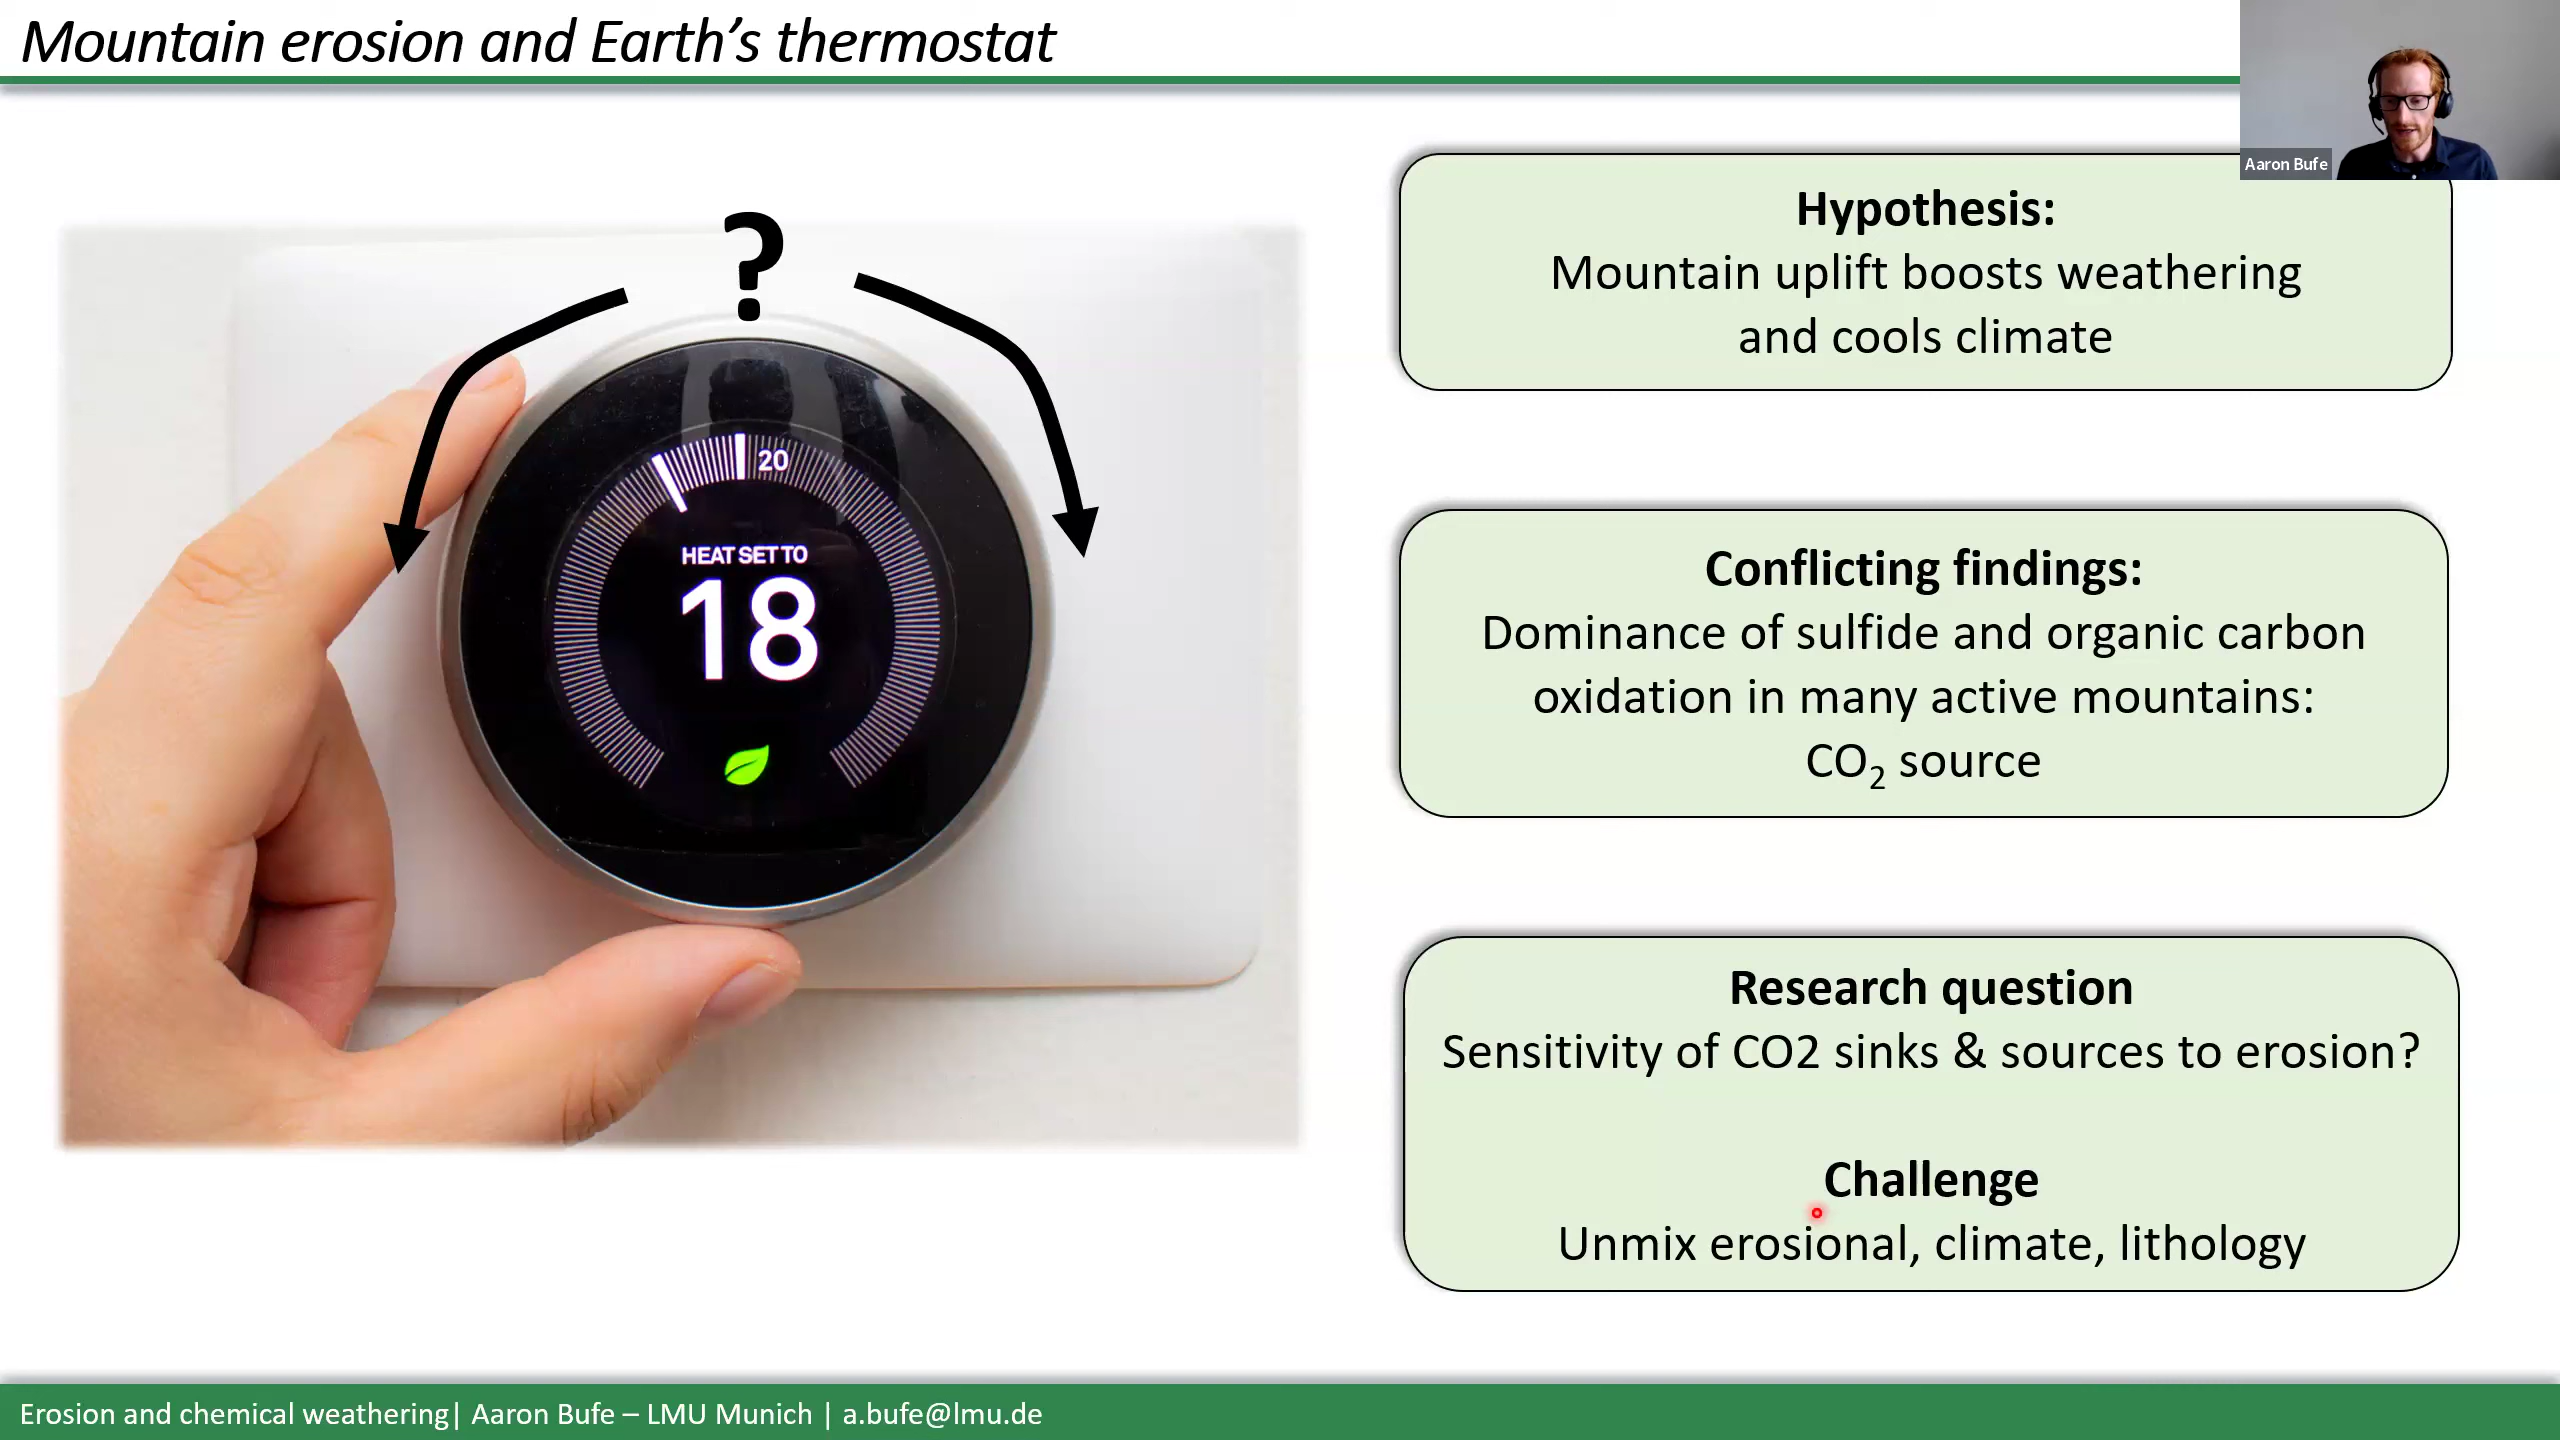 Mountain erosion and Earth’s thermostat
Aaron Bufe
?
20
HEAT SET TO
18
Hypothesis:
Mountain uplift boosts weathering
and cools climate
Conflicting findings:
Dominance of sulfide and organic carbon
oxidation in many active mountains:
CO₂ source
Research question
Sensitivity of CO2 sinks & sources to erosion?
Challenge
Unmix erosional, climate, lithology
Erosion and chemical weathering| Aaron Bufe – LMU Munich | a.bufe@lmu.de